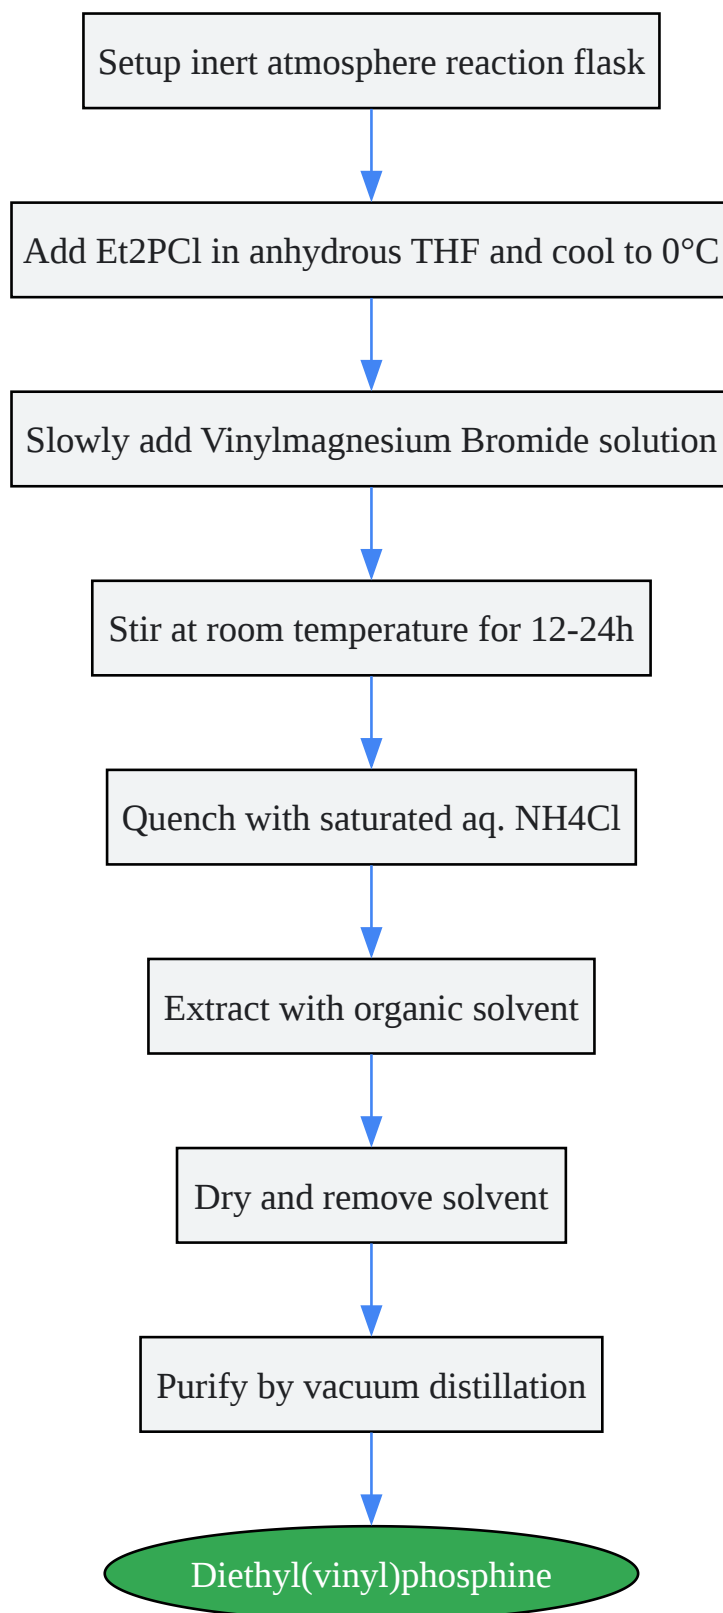 Setup inert atmosphere reaction flask
Add Et2PCl in anhydrous THF and cool to 0°C
Slowly add Vinylmagnesium Bromide solution
Stir at room temperature for 12-24h
Quench with saturated aq. NH4Cl
Extract with organic solvent
Dry and remove solvent
Purify by vacuum distillation
Diethyl(vinyl)phosphine